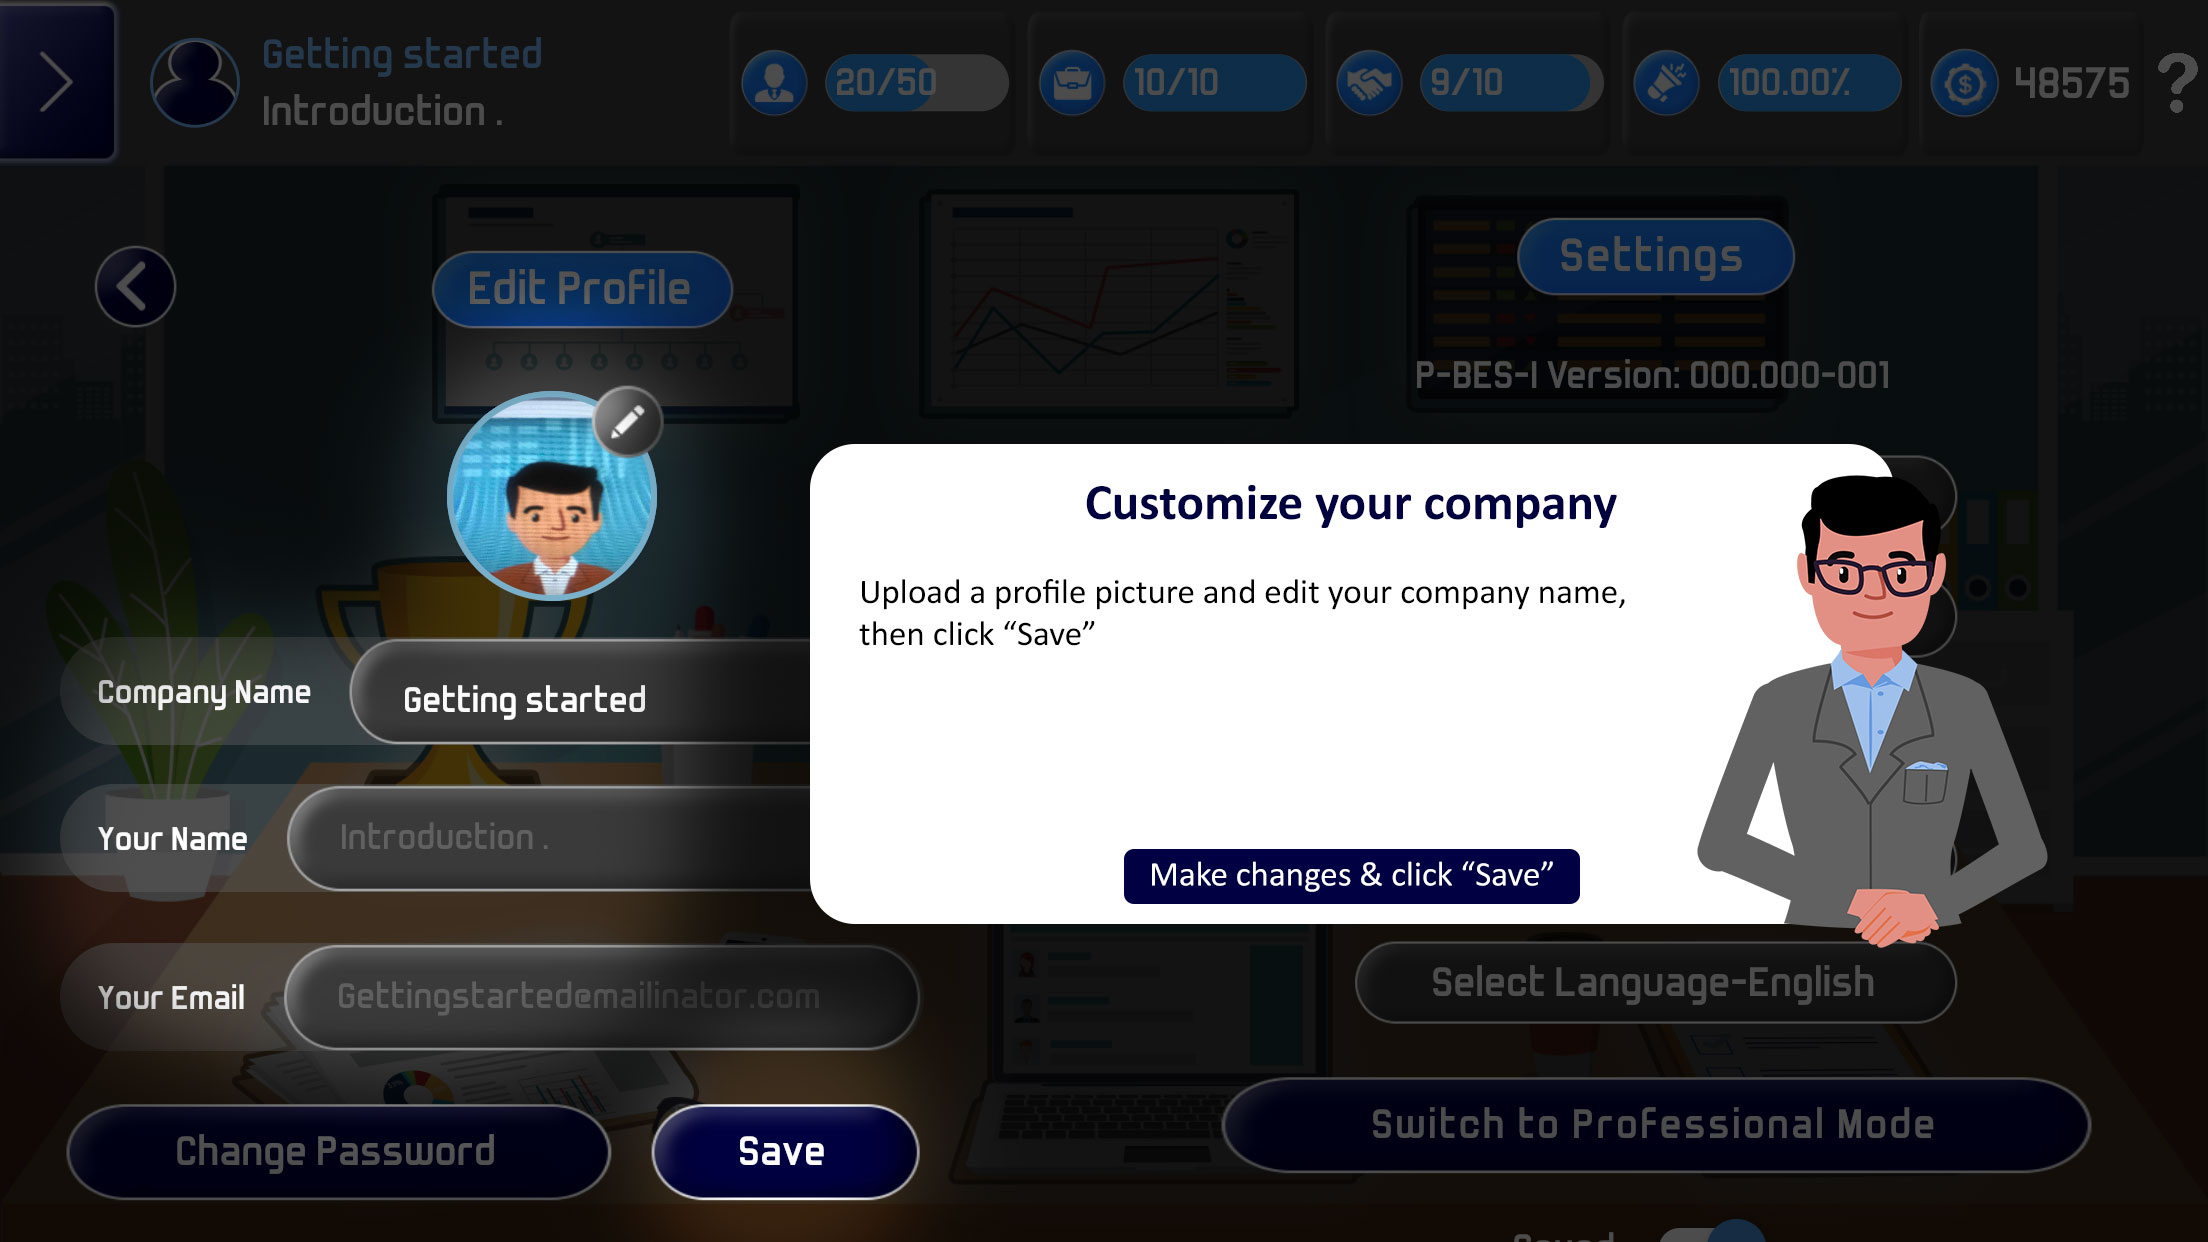 Getting started
Introduction .
20/50
10/10
9/10
100.00%
48575
?
Edit Profile
Settings
P-BES-I Version: 000.000-001
Customize your company
Upload a profile picture and edit your company name,
then click “Save”
Make changes & click “Save”
Company Name
Getting started
Your Name
Introduction .
Your Email
Gettingstarted@mailinator.com
Select Language-English
Change Password
Save
Switch to Professional Mode